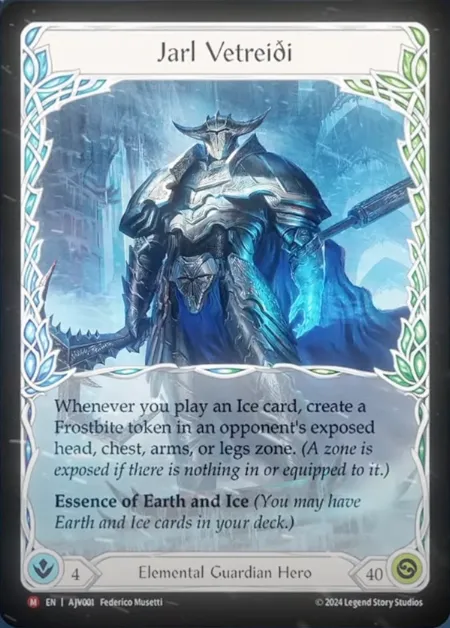 Jarl Vetreiði
Whenever you play an Ice card, create a
Frostbite token in an opponent's exposed
head, chest, arms, or legs zone. (A zone is
exposed if there is nothing in or equipped to it.)
Essence of Earth and Ice (You may have
Earth and Ice cards in your deck.)
4 Elemental Guardian Hero 40
M EN | AJV001 Federico Musetti © 2024 Legend Story Studios